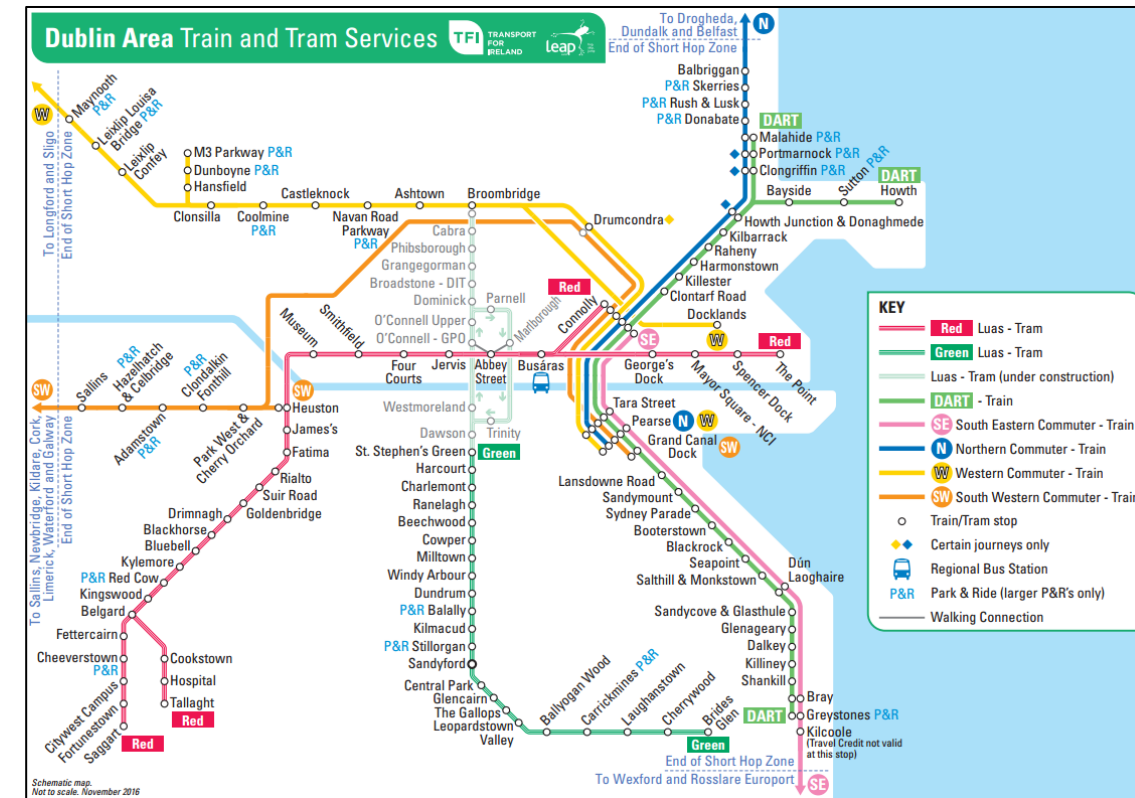 Dublin Area Train and Tram Services
TFI
TRANSPORT
FOR
IRELAND
leap
To Drogheda,
Dundalk and Belfast
N
End of Short Hop Zone
Balbriggan
P&R Skerries
P&R Rush & Lusk
P&R Donabate
DART
Malahide P&R
Portmarnock P&R
Clongriffin P&R
Bayside
Sutton P&R
DART
Howth
Howth Junction & Donaghmede
Kilbarrack
Raheny
Harmonstown
Killester
Clontarf Road
Docklands
W
W
Maynooth
P&R
Leixlip Louisa
Bridge P&R
Leixlip
Confey
To Longford and Sligo
End of Short Hop Zone
M3 Parkway P&R
Dunboyne P&R
Hansfield
Clonsilla
Coolmine
P&R
Castleknock
Navan Road
Parkway
P&R
Ashtown
Broombridge
Drumcondra
Cabra
Phibsborough
Grangegorman
Broadstone - DIT
Dominick
Parnell
O'Connell Upper
Marlborough
O'Connell - GPO
Red
Connolly
SE
Museum
Smithfield
Four
Courts
Jervis
Abbey
Street
Busáras
George's
Dock
Mayor Square - NCI
Spencer Dock
The Point
Red
Westmoreland
Trinity
Dawson
St. Stephen's Green
Green
Harcourt
Charlemont
Ranelagh
Beechwood
Cowper
Milltown
Windy Arbour
Dundrum
P&R Balally
Kilmacud
P&R Stillorgan
Sandyford
Central Park
Glencairn
The Gallops
Leopardstown
Valley
Ballyogan Wood
Carrickmines P&R
Laughanstown
Cherrywood
Brides
Glen
Green
SW
Sallins
P&R
Hazelhatch
& Celbridge
Adamstown
P&R
P&R
Clondalkin
Fonthill
Park West &
Cherry Orchard
SW
Heuston
James's
Fatima
Rialto
Suir Road
Goldenbridge
Drimnagh
Blackhorse
Bluebell
Kylemore
P&R Red Cow
Kingswood
Belgard
Fettercairn
Cheeverstown
P&R
Citywest Campus
Fortunestown
Saggart
Red
Cookstown
Hospital
Tallaght
Red
To Sallins, Newbridge, Kildare, Cork,
Limerick, Waterford and Galway
End of Short Hop Zone
Tara Street
Pearse N W
Grand Canal
Dock
SW
Lansdowne Road
Sandymount
Sydney Parade
Booterstown
Blackrock
Seapoint
Salthill & Monkstown
Dún
Laoghaire
Sandycove & Glasthule
Glenageary
Dalkey
Killiney
Shankill
Bray
DART
Greystones P&R
Kilcoole
(Travel Credit not valid
at this stop)
End of Short Hop Zone
To Wexford and Rosslare Europort
SE
KEY
Red Luas - Tram
Green Luas - Tram
Luas - Tram (under construction)
DART - Train
SE South Eastern Commuter - Train
N Northern Commuter - Train
W Western Commuter - Train
SW South Western Commuter - Train
Train/Tram stop
Certain journeys only
Regional Bus Station
P&R Park & Ride (larger P&R's only)
Walking Connection
Schematic map.
Not to scale. November 2016